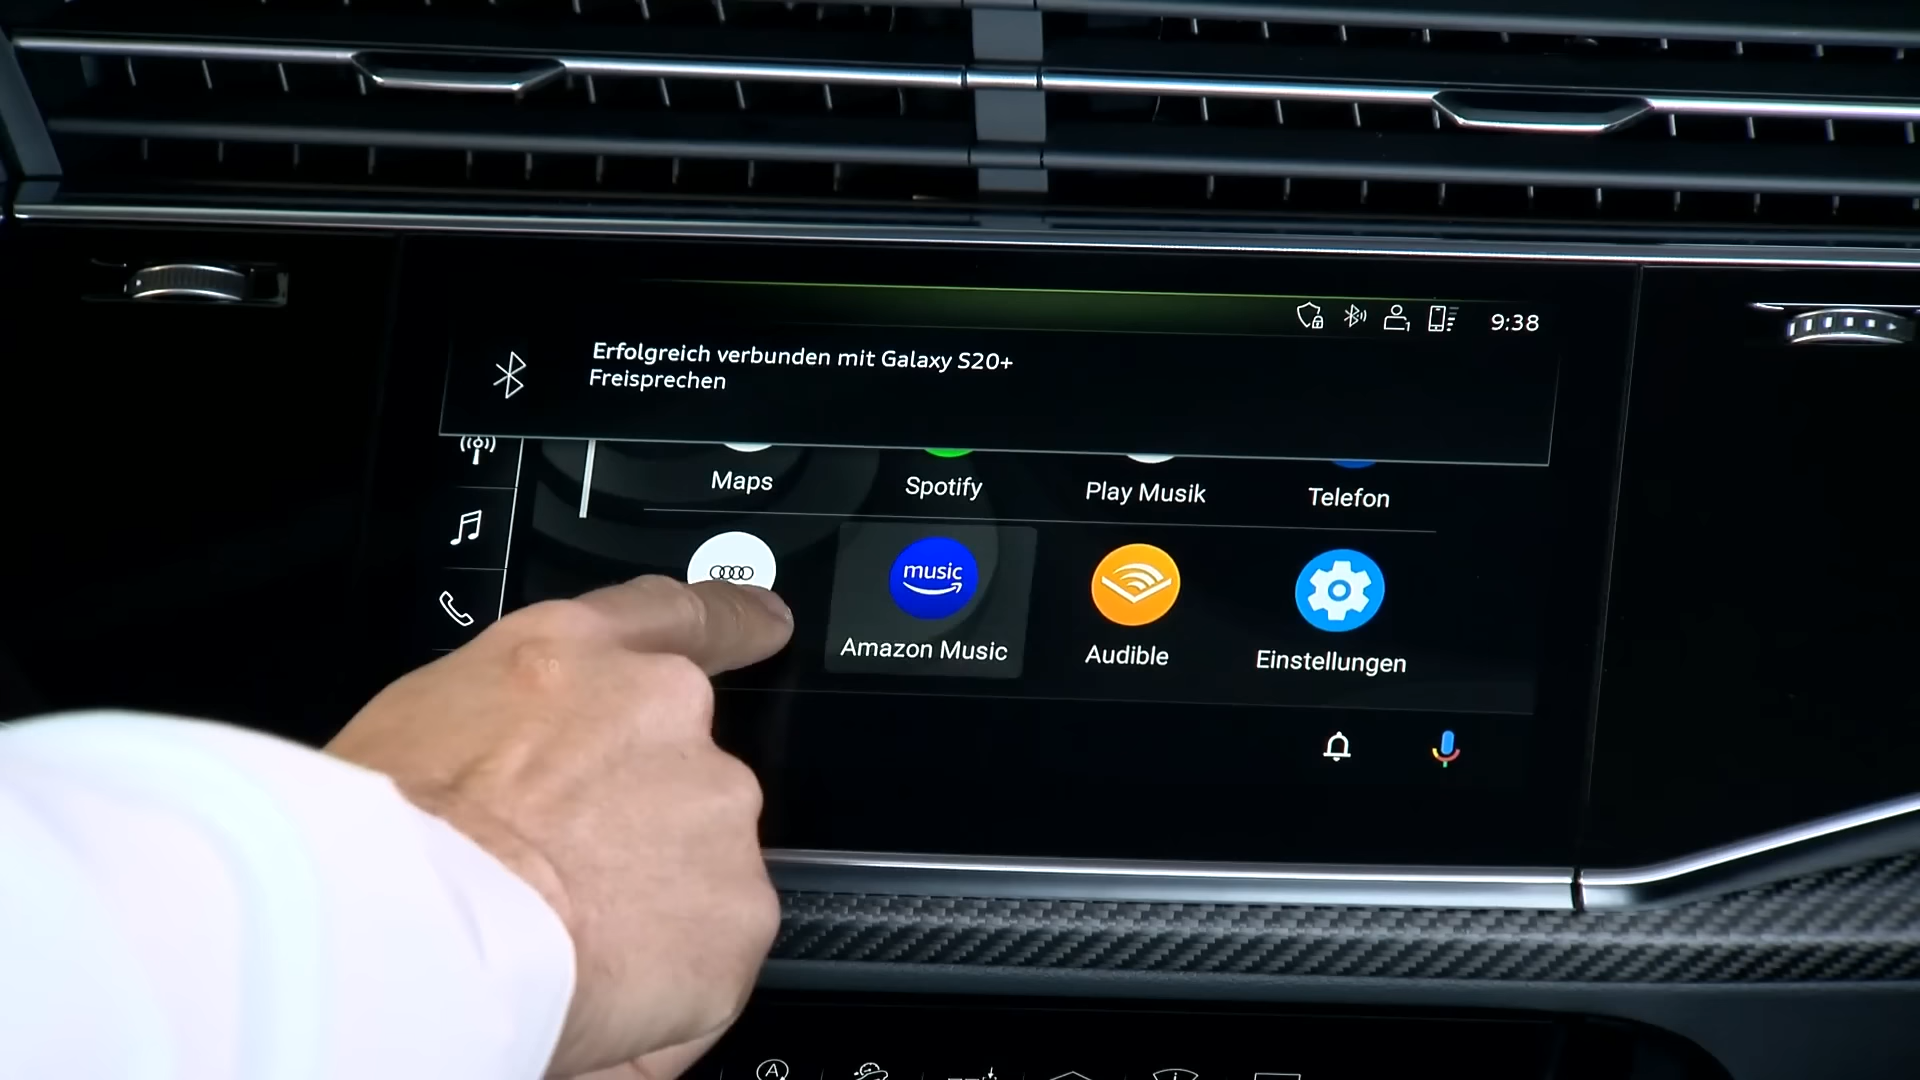 9:38
Erfolgreich verbunden mit Galaxy S20+
Freisprechen
Maps
Spotify
Play Musik
Telefon
music
Amazon Music
Audible
Einstellungen
A